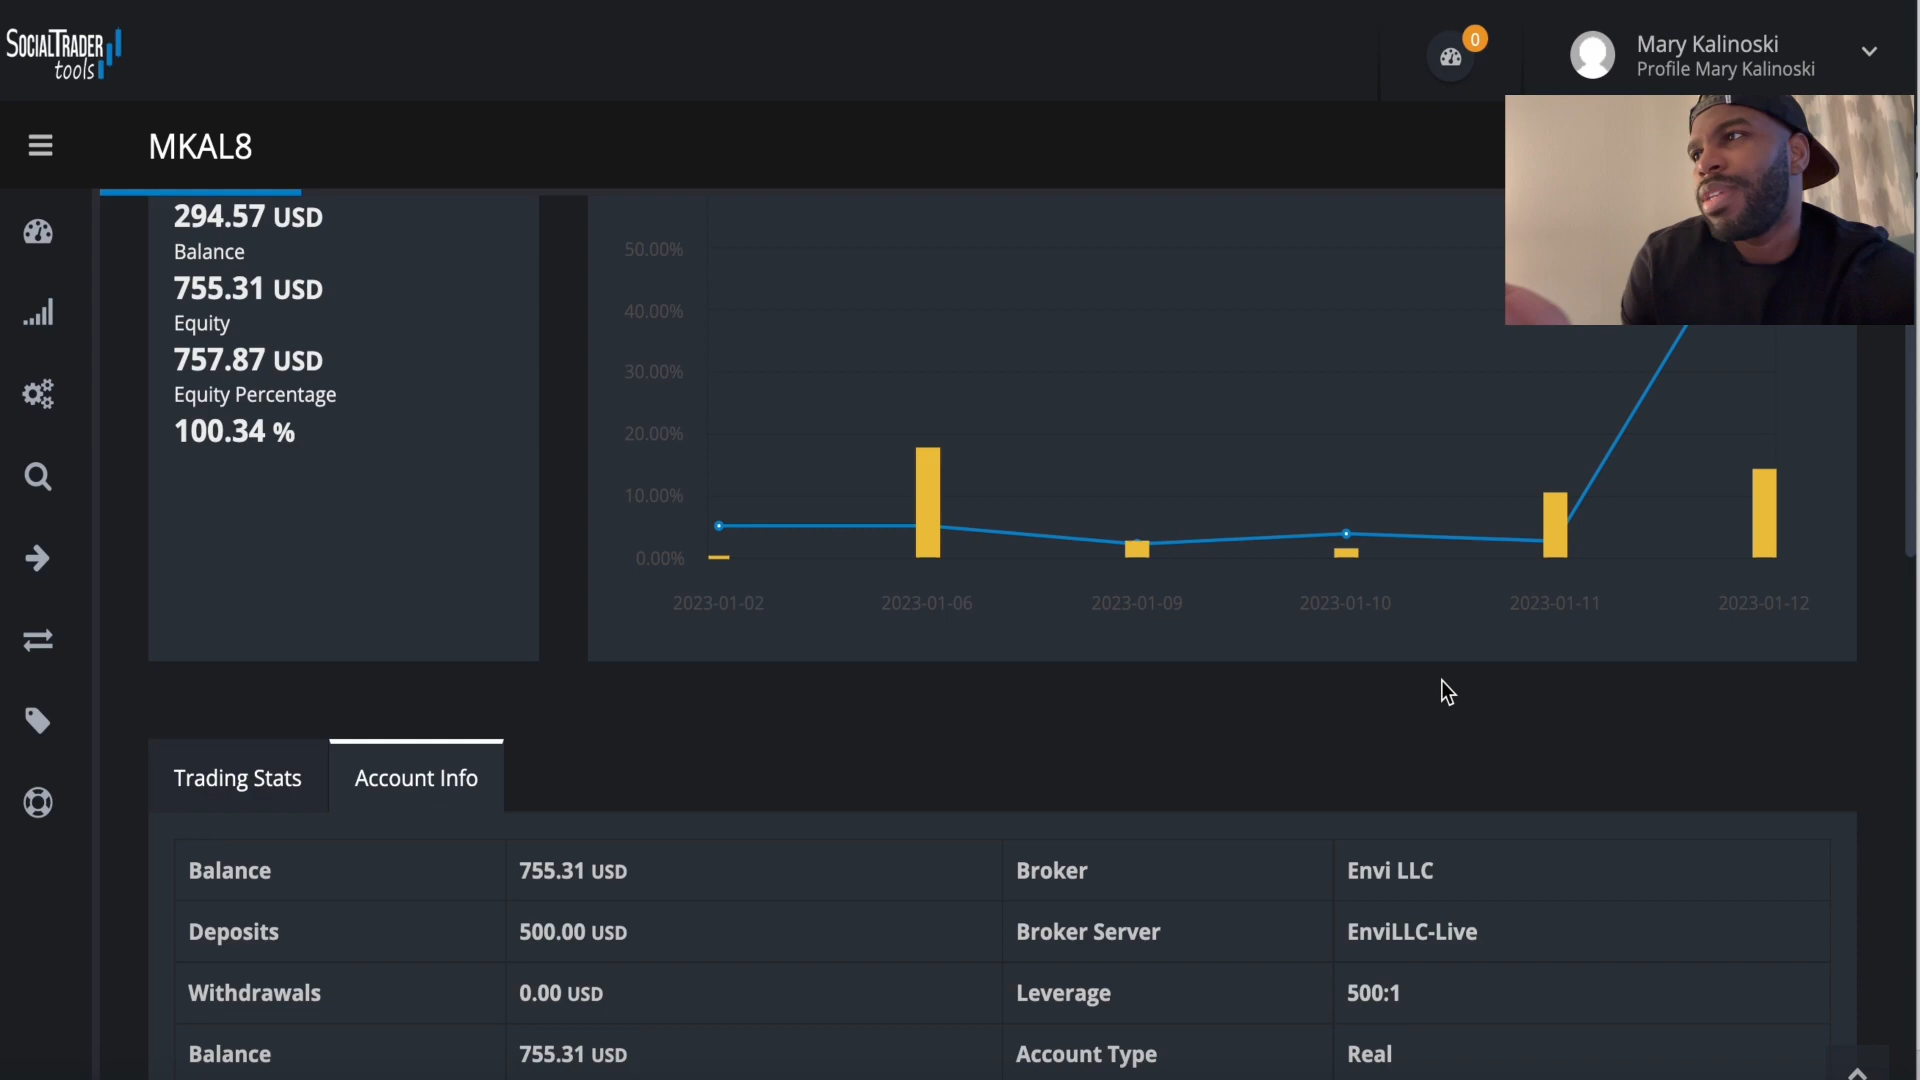 SOCIALTRADER
tools
0
Mary Kalinoski
Profile Mary Kalinoski
MKAL8
294.57 USD
Balance
755.31 USD
Equity
757.87 USD
Equity Percentage
100.34 %
50.00%
40.00%
30.00%
20.00%
10.00%
0.00%
2023-01-02
2023-01-06
2023-01-09
2023-01-10
2023-01-11
2023-01-12
Trading Stats
Account Info
Balance
755.31 USD
Broker
Envi LLC
Deposits
500.00 USD
Broker Server
EnviLLC-Live
Withdrawals
0.00 USD
Leverage
500:1
Balance
755.31 USD
Account Type
Real